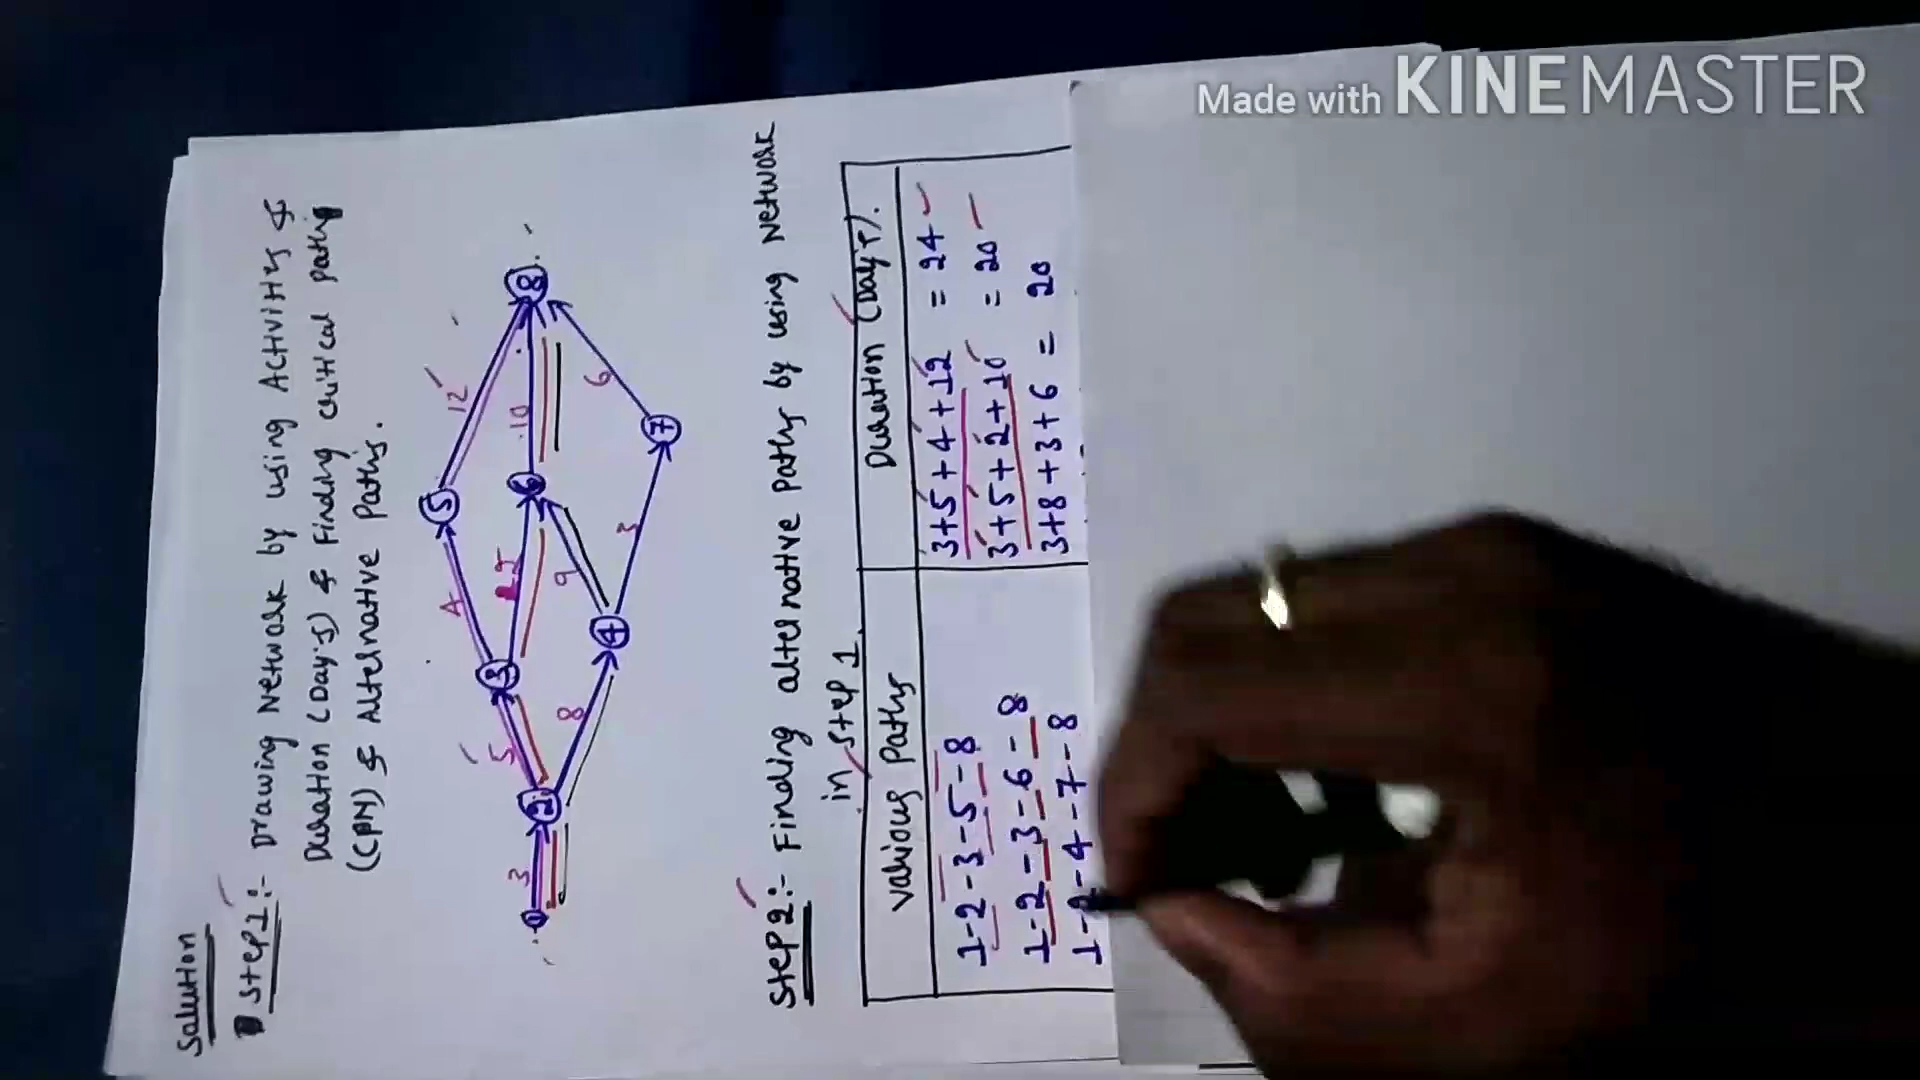 Made with KINEMASTER
Solution
Step 1:- Drawing Network by using Activities &
Duration (Days) & Finding critical path
(CPM) & Alternative Paths.
1
3
2
5
8
3
4
4
9
3
5
6
7
12
10
6
8
Step 2:- Finding alternative paths by using Network
in step 1.
Various Paths
Duration (Days).
1-2-3-5-8
3+5+4+12 = 24
1-2-3-6-8
3+5+2+10 = 20
1-2-4-7-8
3+8+3+6 = 20